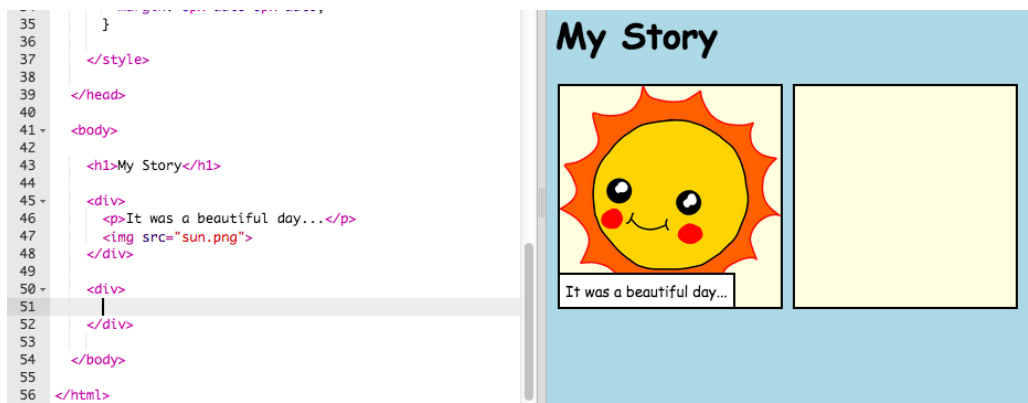 35 }
36
37 </style>
38
39 </head>
40
41 <body>
42
43 <h1>My Story</h1>
44
45 <div>
46 <p>It was a beautiful day...</p>
47 <img src="sun.png">
48 </div>
49
50 <div>
51
52 </div>
53
54 </body>
55
56 </html>
My Story
It was a beautiful day...